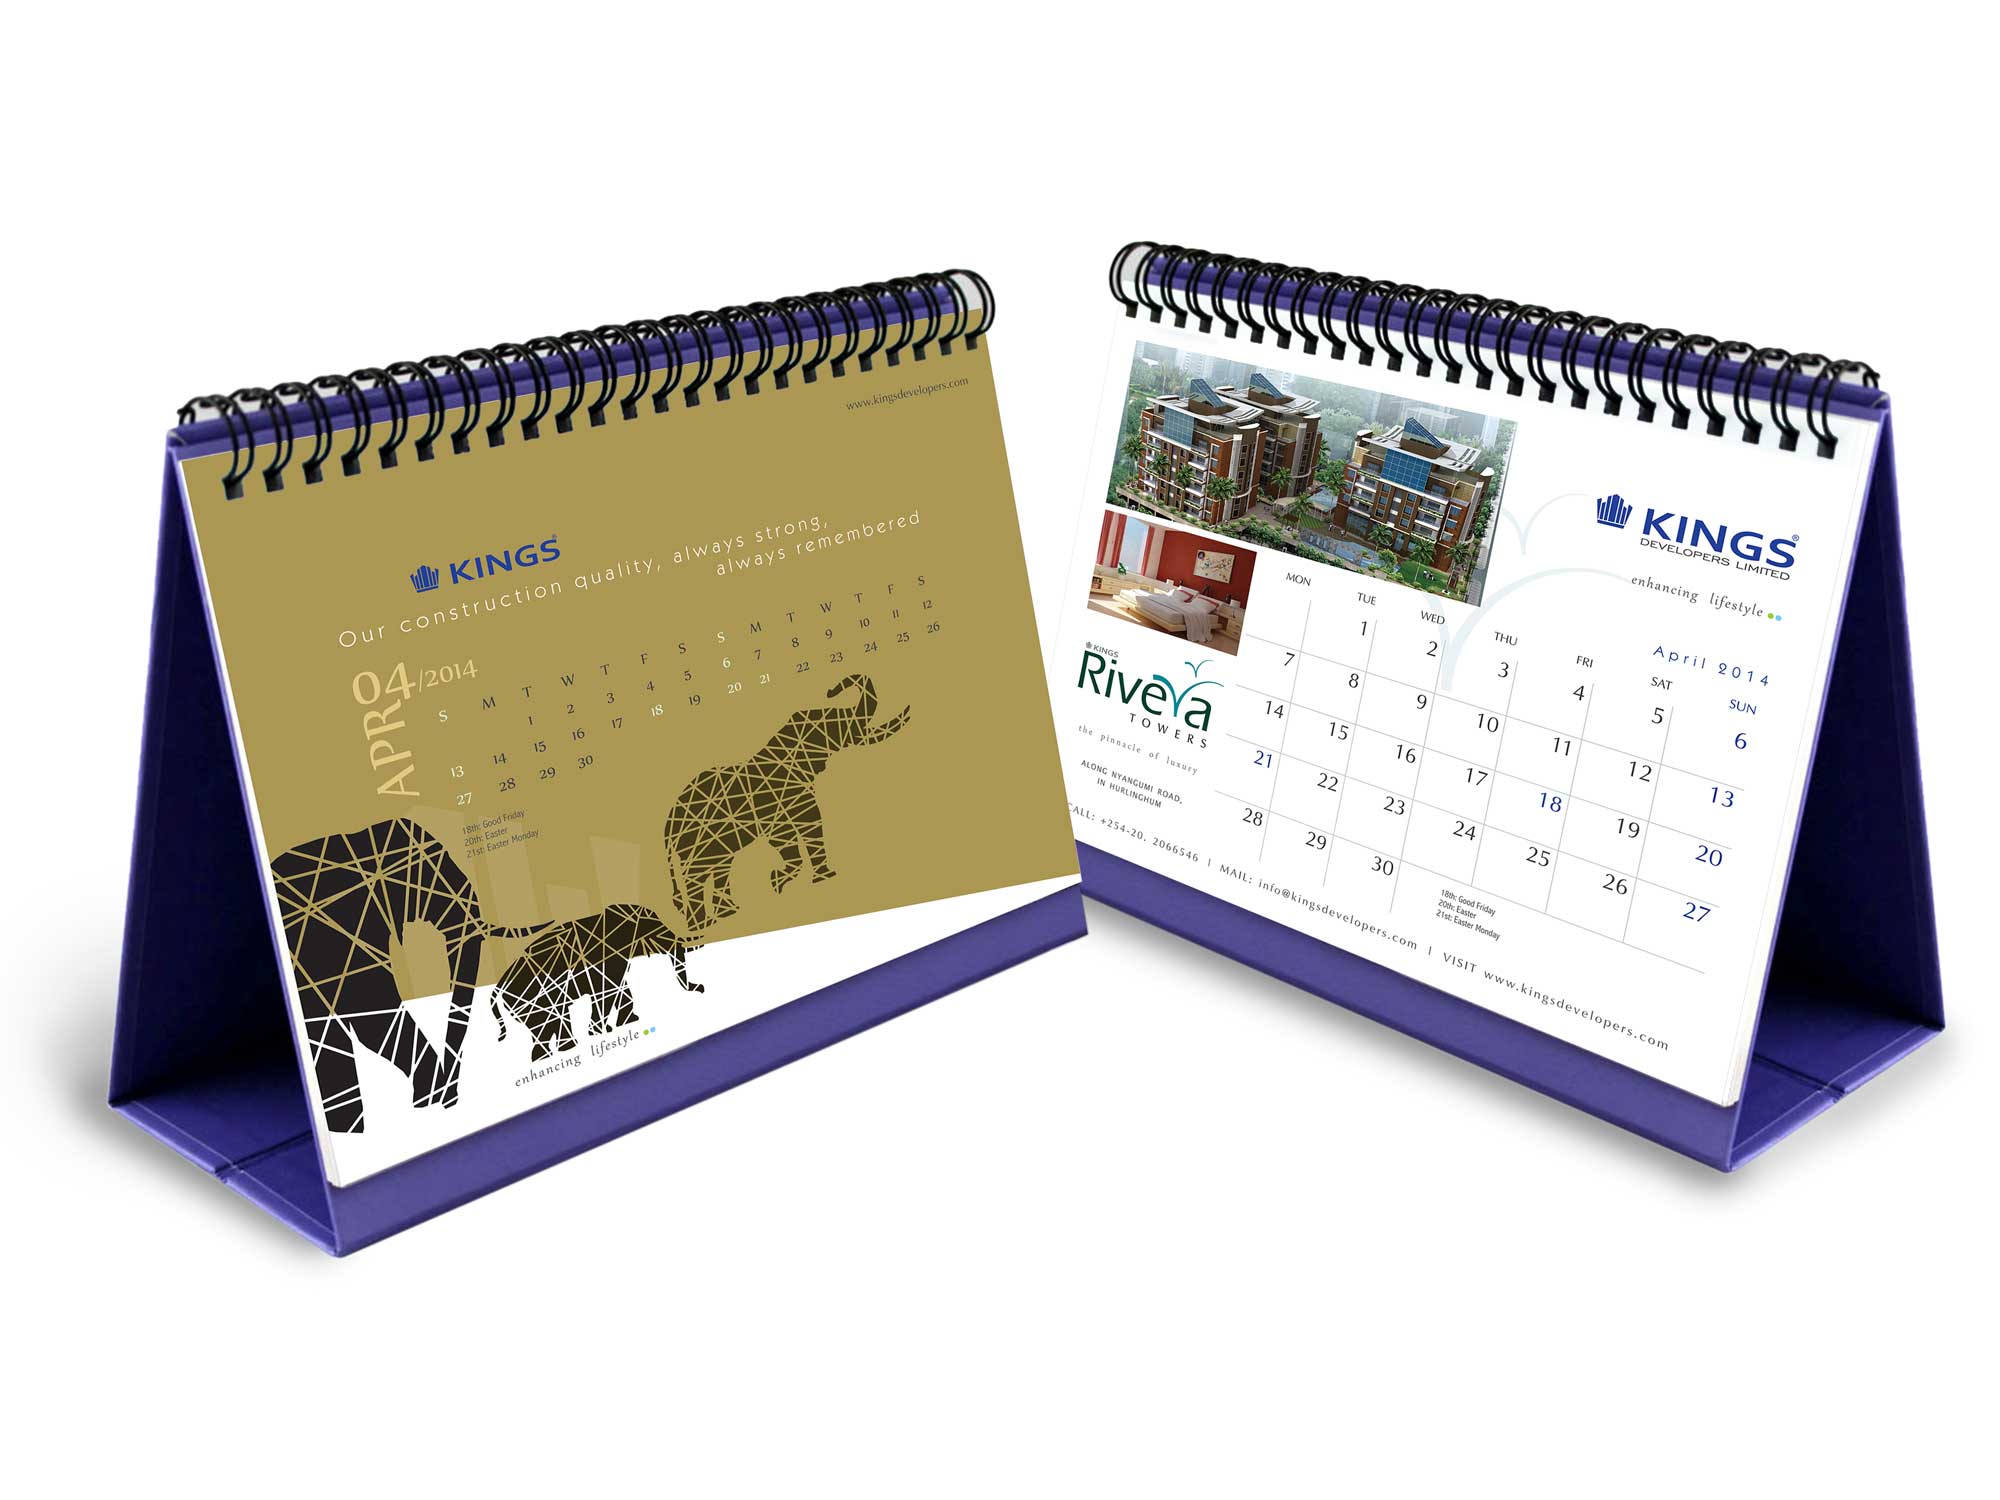 www.kingsdevelopers.com
KINGS®
Our construction quality, always strong,
always remembered
APR 04/2014
S M T W T F S S M T W T F S
1 2 3 4 5 6 7 8 9 10 11 12
13 14 15 16 17 18 19 20 21 22 23 24 25 26
27 28 29 30
18th: Good Friday
20th: Easter
21st: Easter Monday
enhancing lifestyle
KINGS®
DEVELOPERS LIMITED
enhancing lifestyle
April 2014
MON TUE WED THU FRI SAT SUN
1 2 3 4 5 6
7 8 9 10 11 12 13
14 15 16 17 18 19 20
21 22 23 24 25 26 27
28 29 30
18th: Good Friday
20th: Easter
21st: Easter Monday
KINGS
Rivera
TOWERS
the pinnacle of luxury
ALONG NYANGUMI ROAD,
IN HURLINGHUM
CALL: +254-20. 2066546 | MAIL: info@kingsdevelopers.com | VISIT www.kingsdevelopers.com